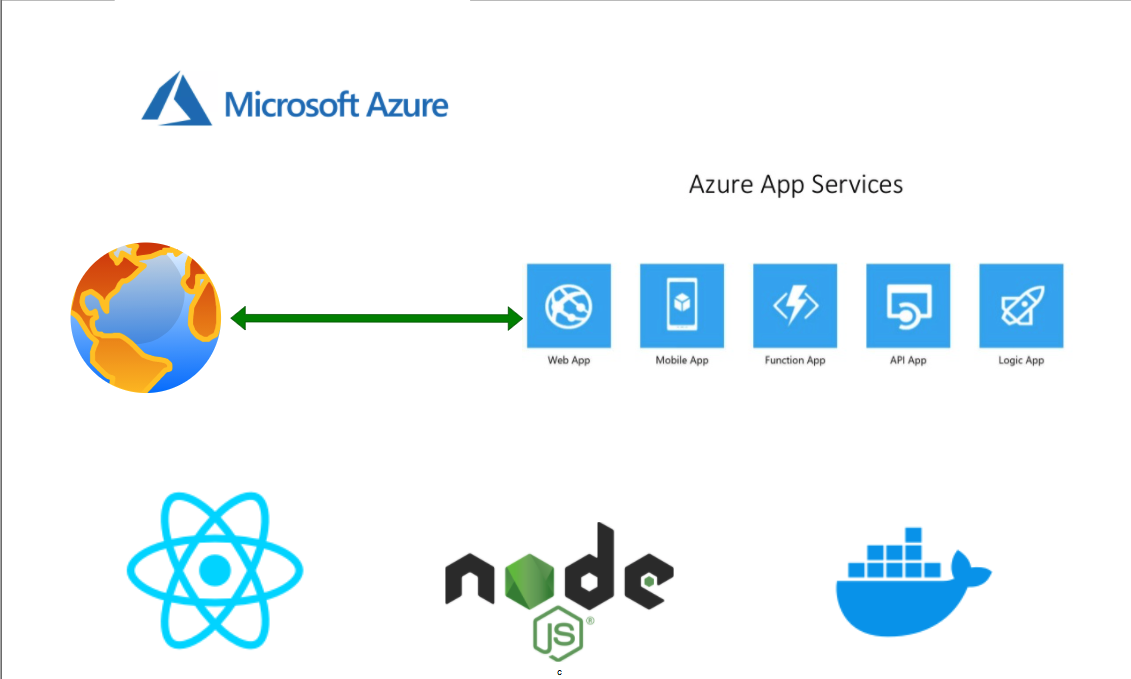 Microsoft Azure
Azure App Services
Web App
Mobile App
Function App
API App
Logic App
node
JS®
c